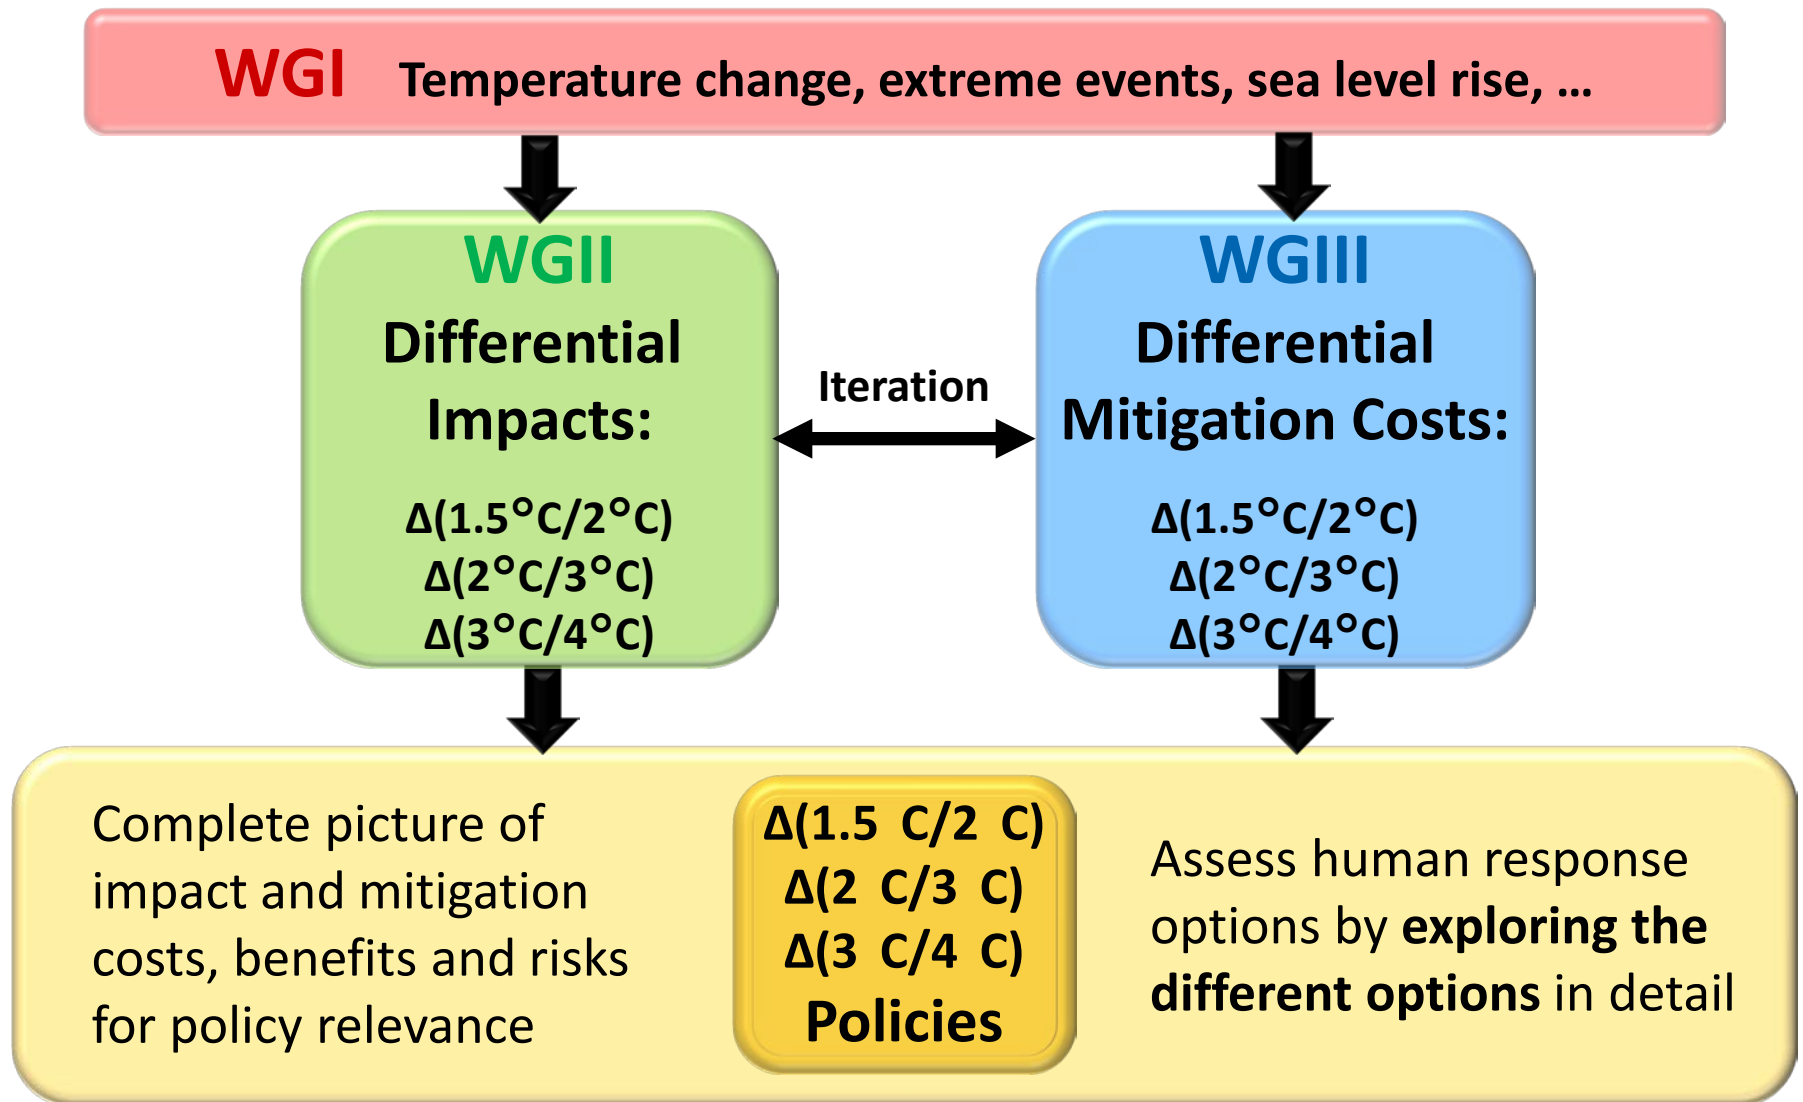 WGI Temperature change, extreme events, sea level rise, ...
WGII
Differential
Impacts:
Δ(1.5°C/2°C)
Δ(2°C/3°C)
Δ(3°C/4°C)
Iteration
WGIII
Differential
Mitigation Costs:
Δ(1.5°C/2°C)
Δ(2°C/3°C)
Δ(3°C/4°C)
Complete picture of
impact and mitigation
costs, benefits and risks
for policy relevance
Δ(1.5 C/2 C)
Δ(2 C/3 C)
Δ(3 C/4 C)
Policies
Assess human response
options by exploring the
different options in detail